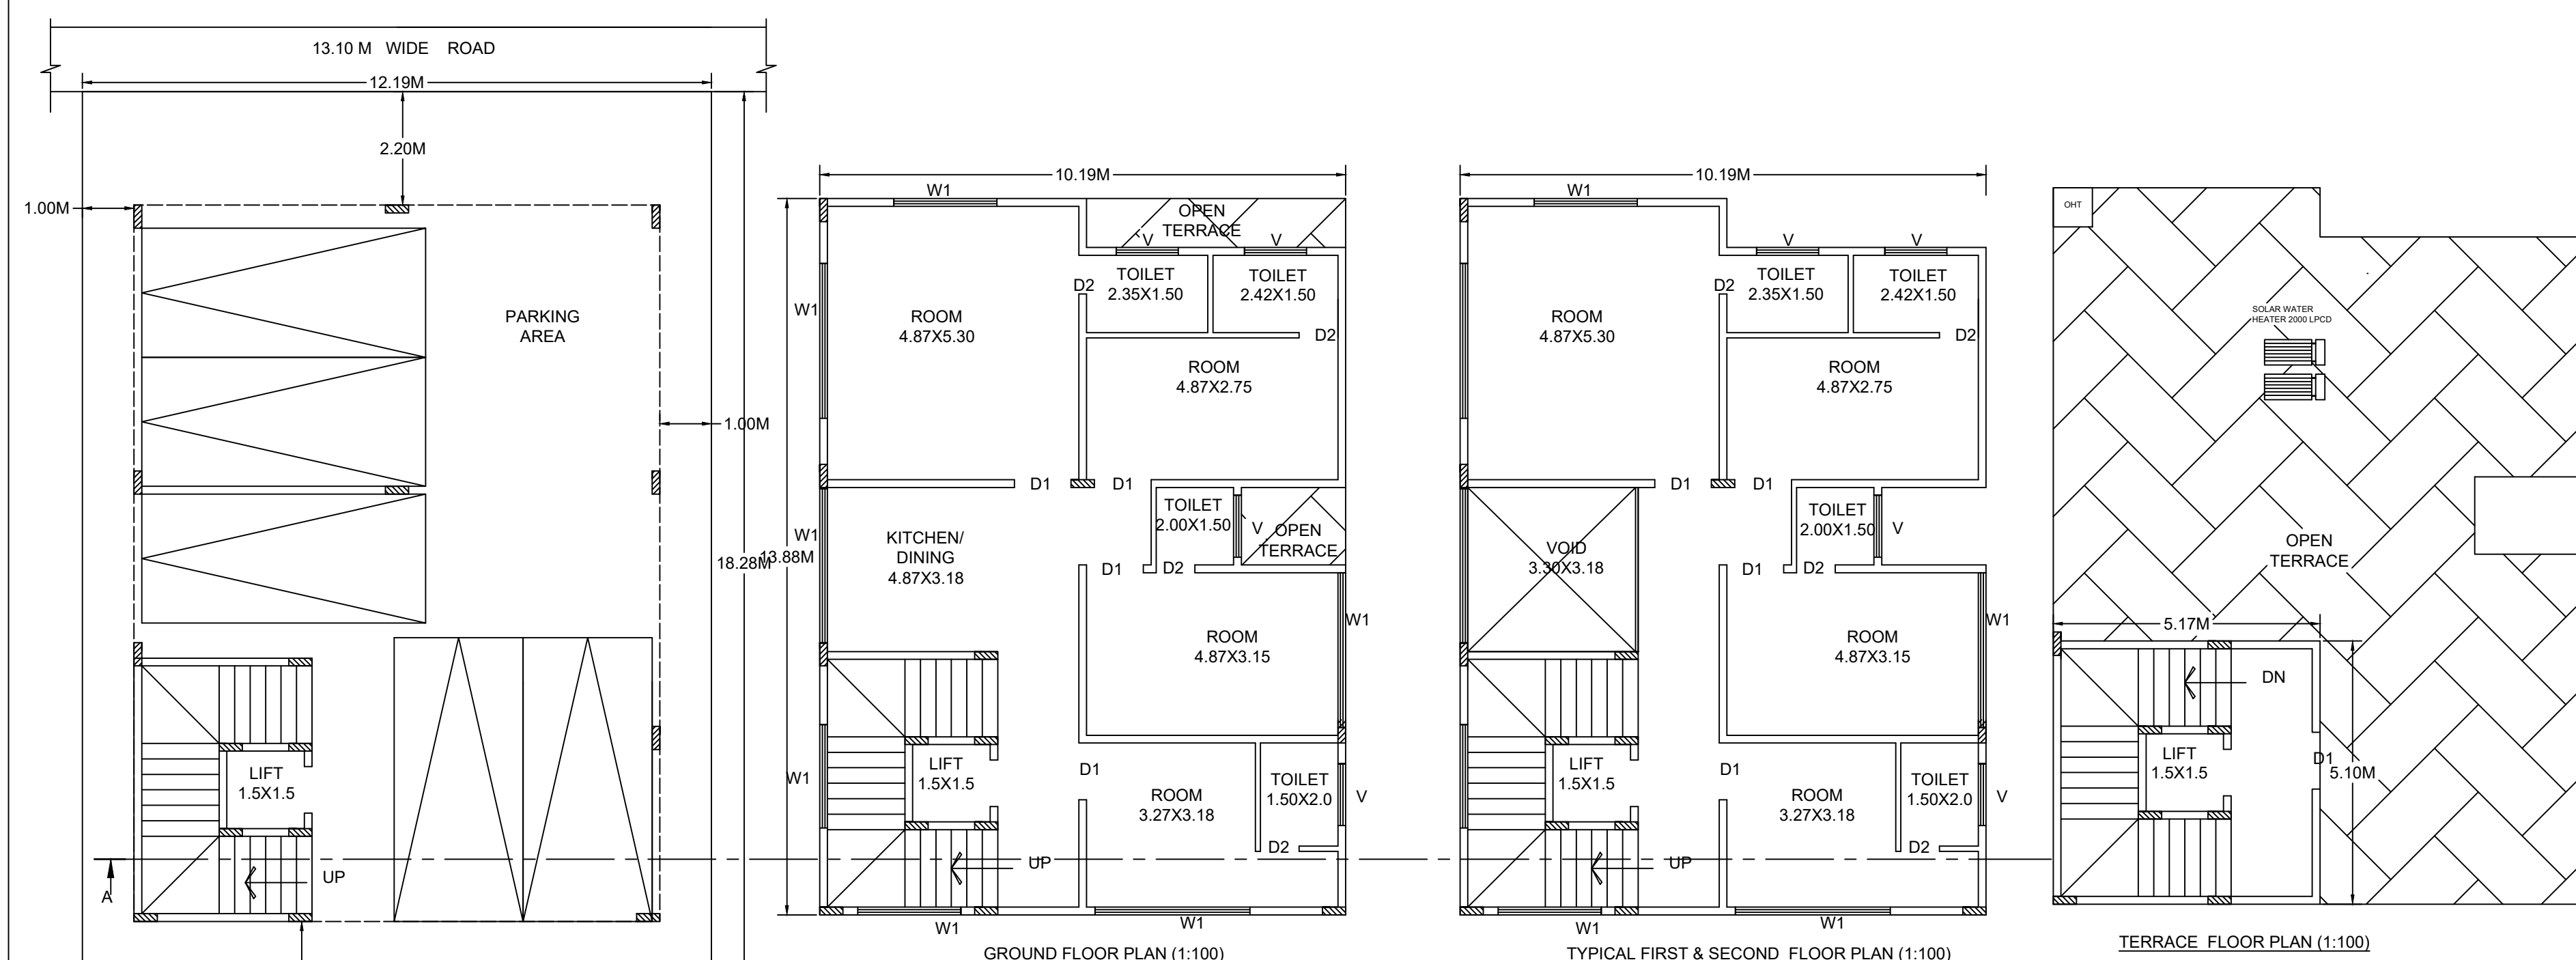 13.10 M WIDE ROAD
12.19M
2.20M
1.00M
PARKING
AREA
1.00M
18.28M
LIFT
1.5X1.5
UP
A
10.19M
W1
OPEN
TERRACE
V
V
TOILET
2.35X1.50
TOILET
2.42X1.50
D2
W1
ROOM
4.87X5.30
D2
ROOM
4.87X2.75
D1
D1
TOILET
2.00X1.50
V
OPEN
TERRACE
W1
13.88M
KITCHEN/
DINING
4.87X3.18
D1
D2
W1
ROOM
4.87X3.15
LIFT
1.5X1.5
W1
D1
ROOM
3.27X3.18
TOILET
1.50X2.0
V
D2
UP
W1
W1
GROUND FLOOR PLAN (1:100)
10.19M
W1
V
V
TOILET
2.35X1.50
TOILET
2.42X1.50
D2
ROOM
4.87X5.30
D2
ROOM
4.87X2.75
D1
D1
TOILET
2.00X1.50
V
VOID
3.30X3.18
D1
D2
W1
ROOM
4.87X3.15
LIFT
1.5X1.5
D1
ROOM
3.27X3.18
TOILET
1.50X2.0
V
D2
UP
W1
W1
TYPICAL FIRST & SECOND FLOOR PLAN (1:100)
OHT
SOLAR WATER
HEATER 2000 LPCD
OPEN
TERRACE
5.17M
DN
LIFT
1.5X1.5
D1
5.10M
TERRACE FLOOR PLAN (1:100)